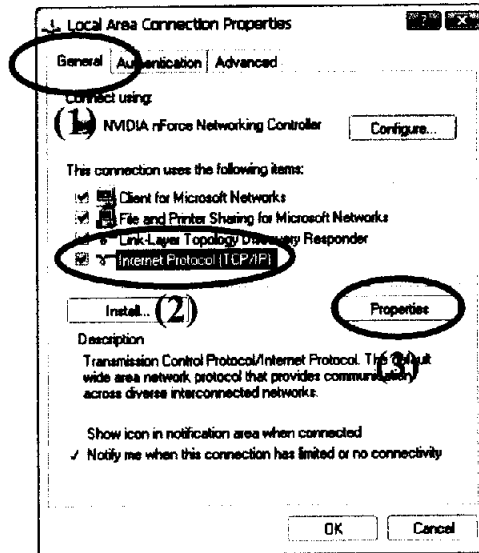 Local Area Connection Properties
General Authentication Advanced
Connect using:
(1) NVIDIA nForce Networking Controller Configure...
This connection uses the following items:
Client for Microsoft Networks
File and Printer Sharing for Microsoft Networks
Link-Layer Topology Discovery Responder
Internet Protocol (TCP/IP)
Install... (2) Properties
Description
Transmission Control Protocol/Internet Protocol. The default
wide area network protocol that provides communication (3)
across diverse interconnected networks.
Show icon in notification area when connected
Notify me when this connection has limited or no connectivity
OK Cancel